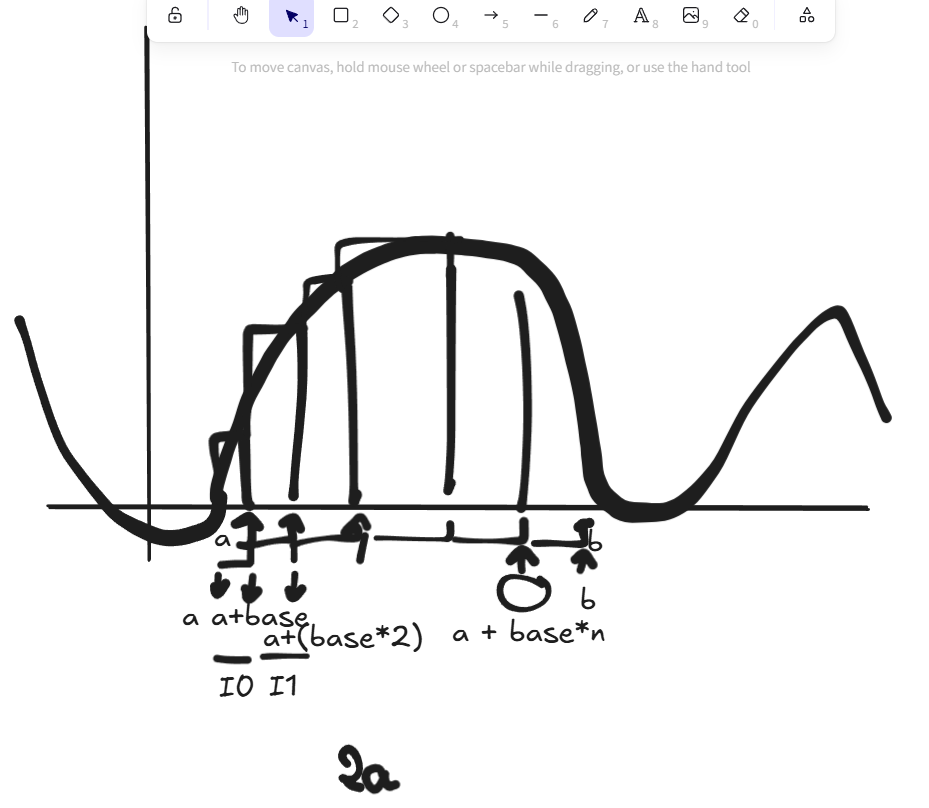 1 2 3 4 5 6 7 A 8 9 0
To move canvas, hold mouse wheel or spacebar while dragging, or use the hand tool
a b
a a+base b
a+(base*2) a + base*n
I0 I1
2a